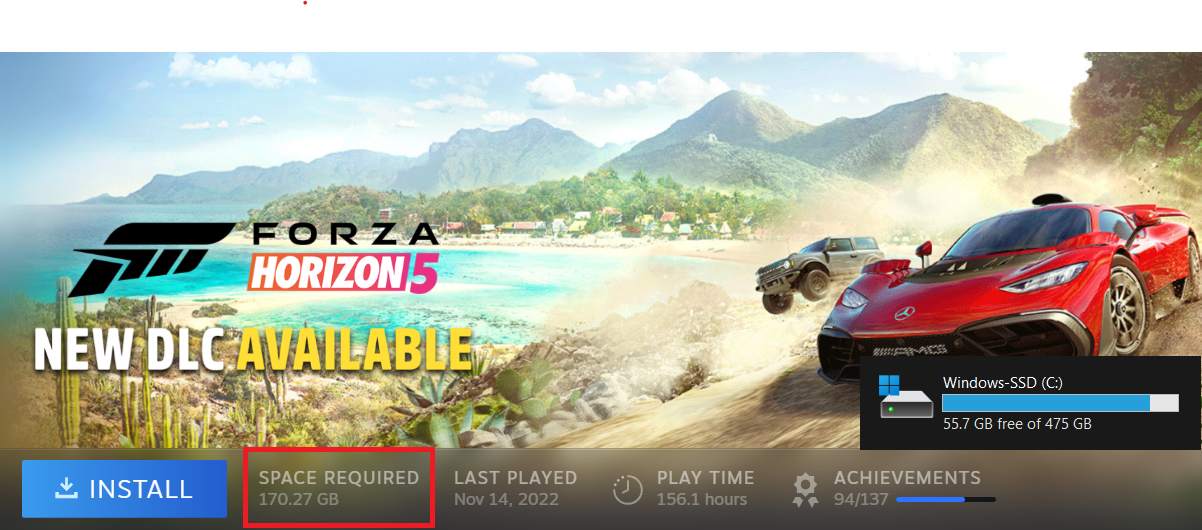 FORZA
HORIZON 5
NEW DLC AVAILABLE
Windows-SSD (C:)
55.7 GB free of 475 GB
INSTALL
SPACE REQUIRED
170.27 GB
LAST PLAYED
Nov 14, 2022
PLAY TIME
156.1 hours
ACHIEVEMENTS
94/137